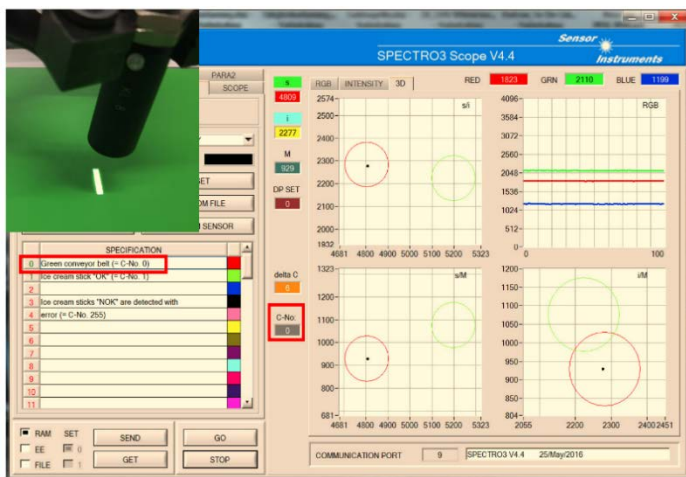 Sensor
Instruments
SPECTRO3 Scope V4.4
PARA2
SCOPE
SET
OM FILE
SENSOR
SPECIFICATION
0 Green conveyor belt (= C-No. 0)
1 Ice cream stick "OK" (= C-No. 1)
2
3 Ice cream sticks "NOK" are detected with
4 error (= C-No. 255)
5
6
7
8
9
10
11
RAM SET
EE 0
FILE 1
SEND
GO
GET
STOP
s
4809
i
2277
M
929
DP SET
0
delta C
6
C-No:
0
RGB INTENSITY 3D
RED 1823 GRN 2110 BLUE 1199
s/i
2574
2500
2400
2300
2200
2100
2000
1932
4681 4800 4900 5000 5100 5200 5323
RGB
4096
3584
3072
2560
2048
1536
1024
512
0
0 100
s/M
1323
1200
1100
1000
900
800
681
4681 4800 4900 5000 5100 5200 5323
i/M
1200
1150
1100
1050
1000
950
900
850
804
2055 2200 2300 2400 2451
COMMUNICATION PORT 9 SPECTRO3 V4.4 25/May/2016